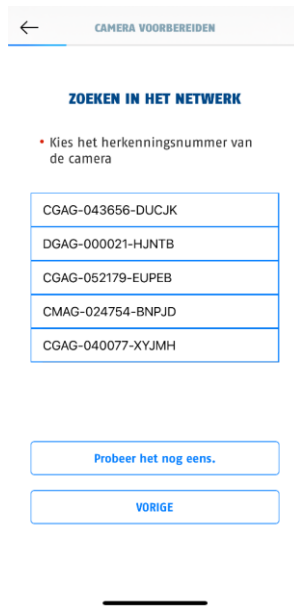 CAMERA VOORBEREIDEN
ZOEKEN IN HET NETWERK
• Kies het herkenningsnummer van
de camera
CGAG-043656-DUCJK
DGAG-000021-HJNTB
CGAG-052179-EUPEB
CMAG-024754-BNPJD
CGAG-040077-XYJMH
Probeer het nog eens.
VORIGE